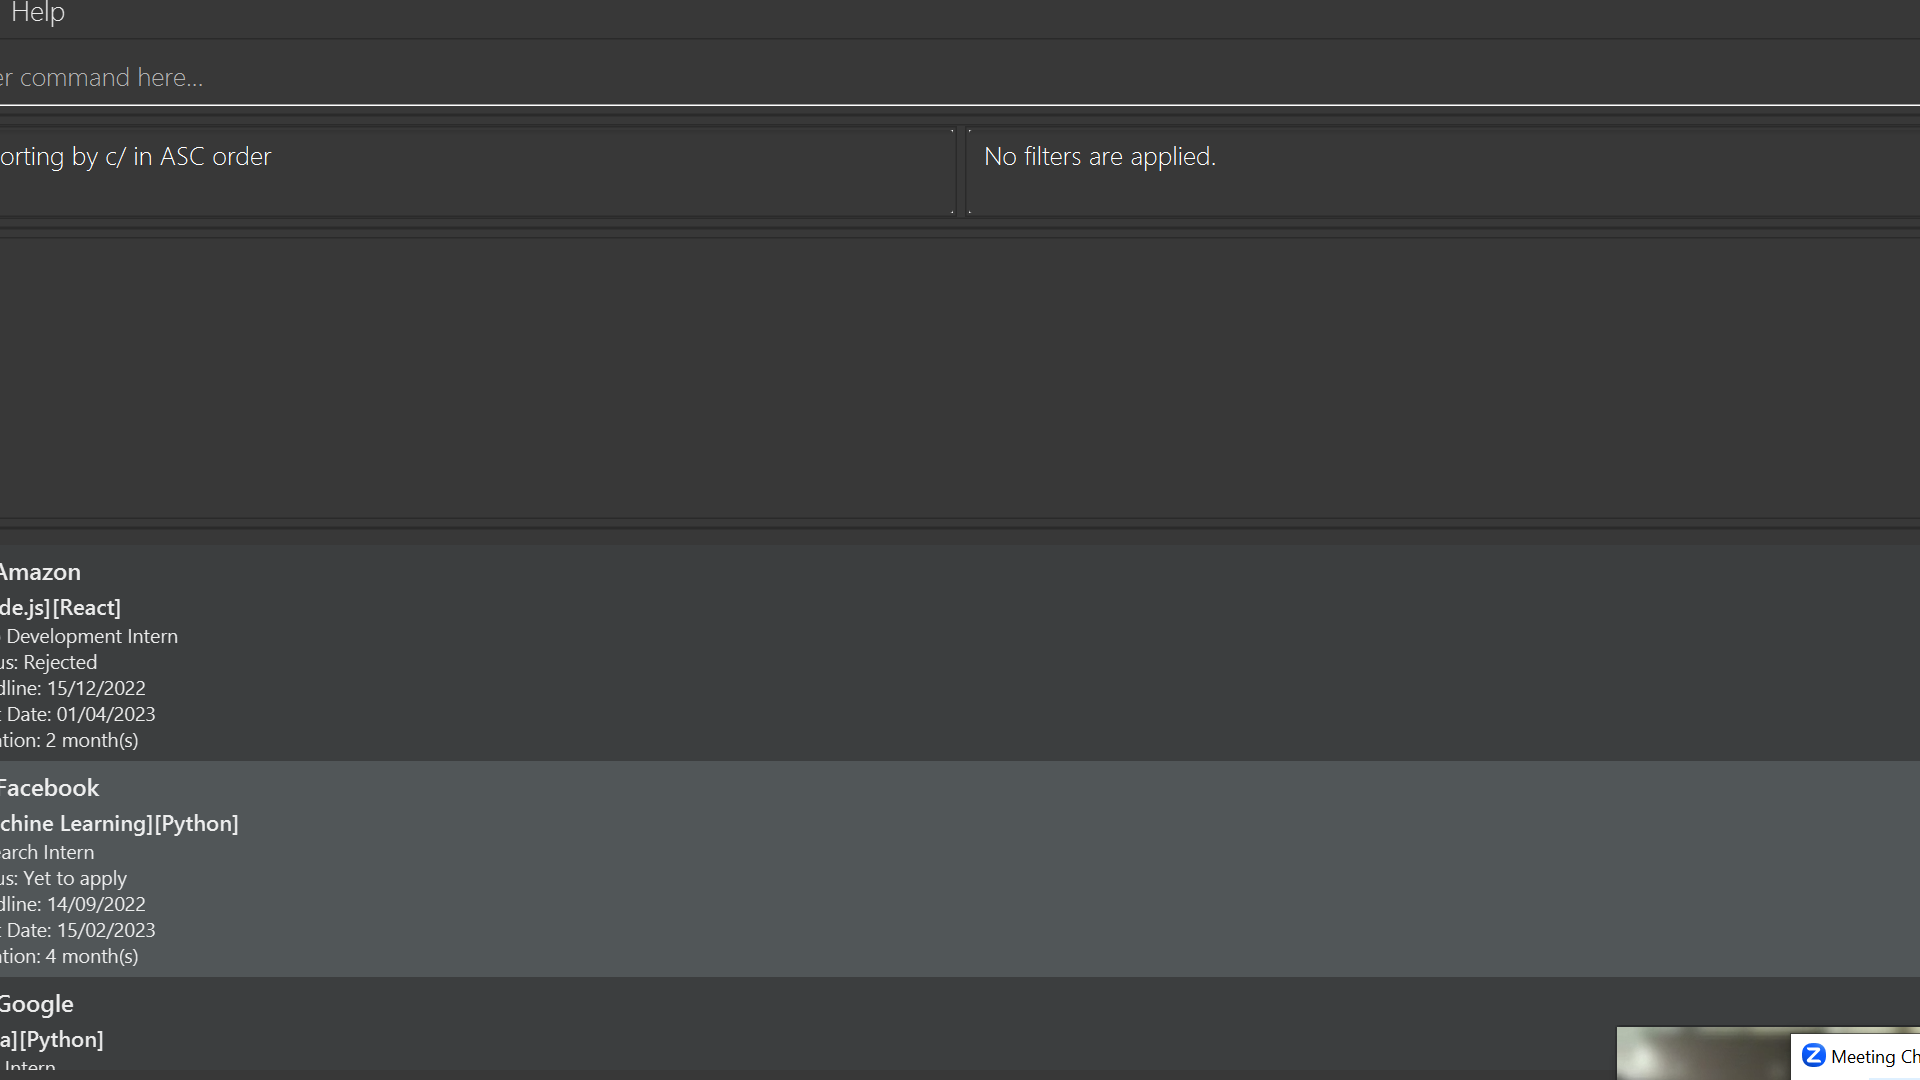 Help
er command here...
orting by c/ in ASC order
No filters are applied.
Amazon
de.js][React]
Development Intern
us: Rejected
dline: 15/12/2022
t Date: 01/04/2023
ation: 2 month(s)
Facebook
chine Learning][Python]
arch Intern
us: Yet to apply
dline: 14/09/2022
t Date: 15/02/2023
ation: 4 month(s)
Google
a][Python]
Intern
Meeting Ch